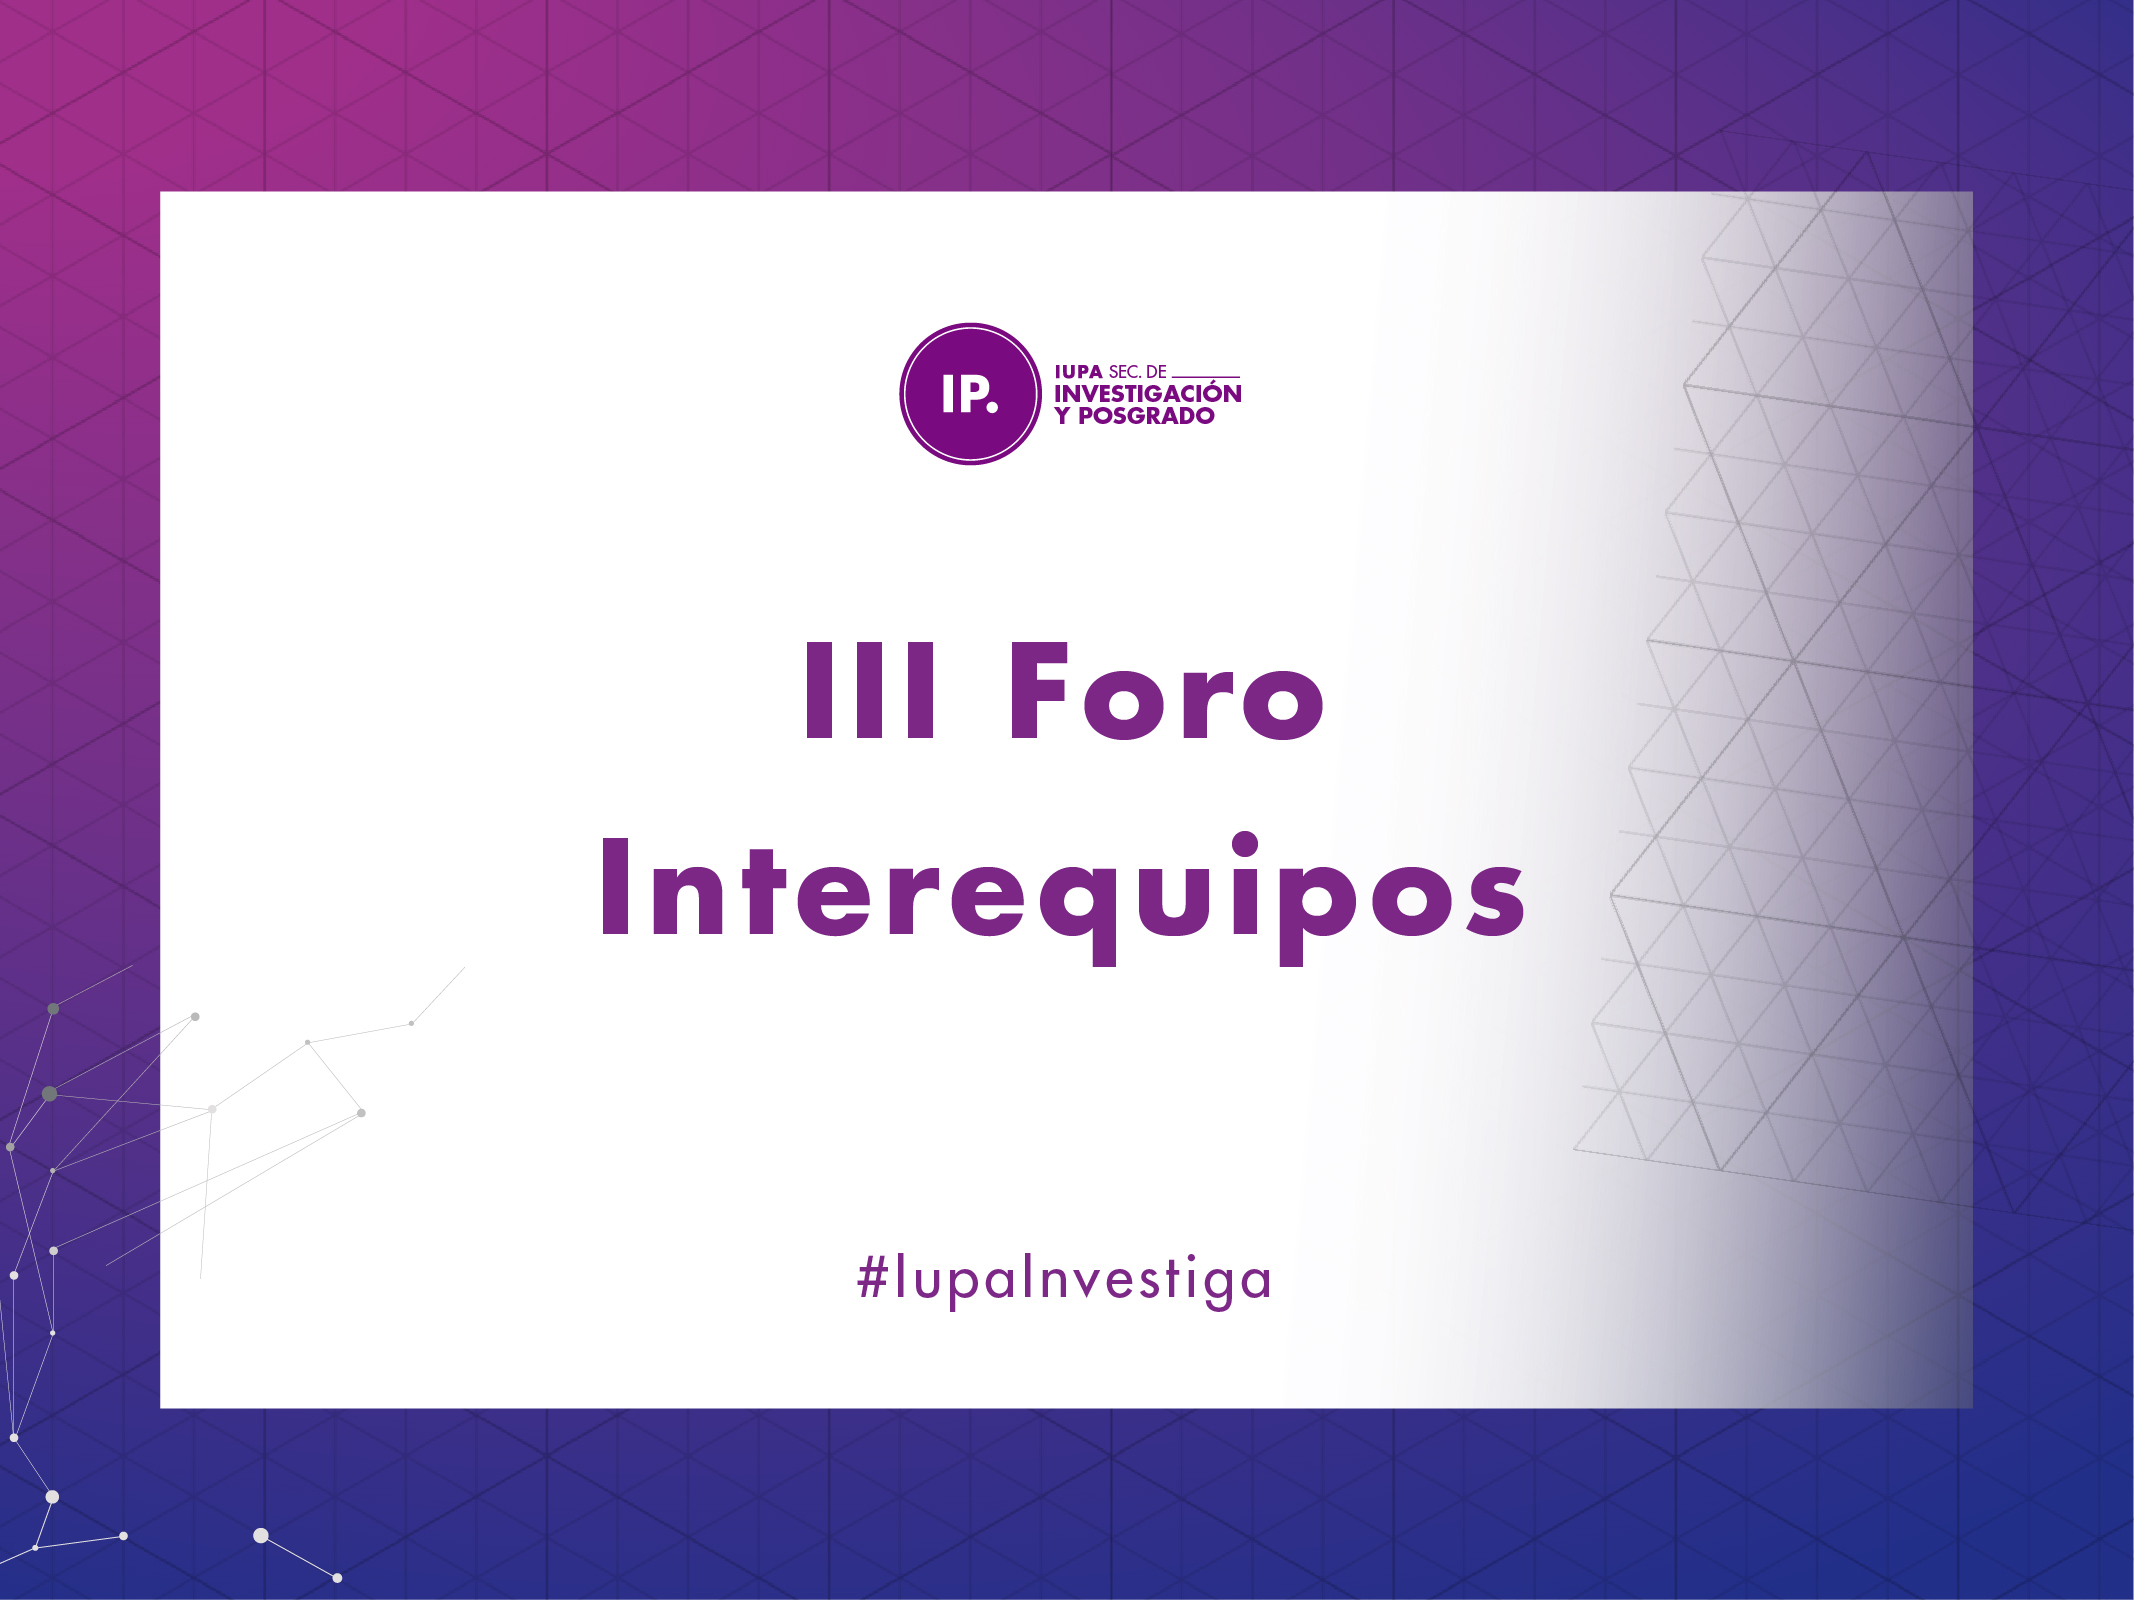 IP.
IUPA SEC. DE
INVESTIGACIÓN
Y POSGRADO
III Foro
Interequipos
#IupaInvestiga